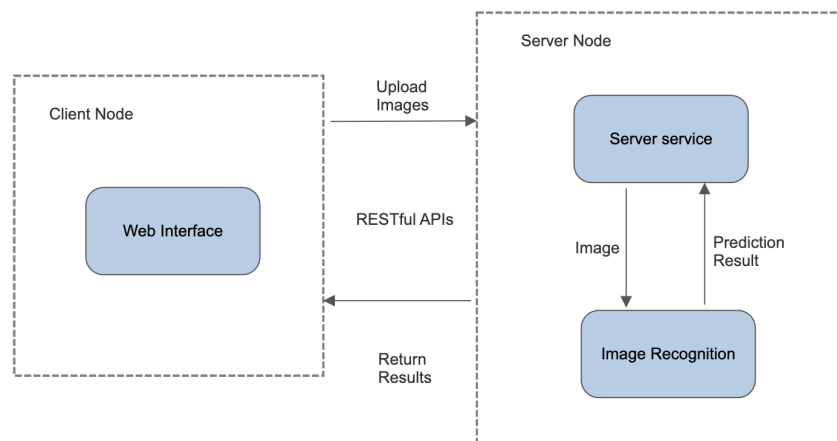 Server Node
Client Node
Upload
Images
Server service
Web Interface
RESTful APIs
Image
Prediction
Result
Image Recognition
Return
Results